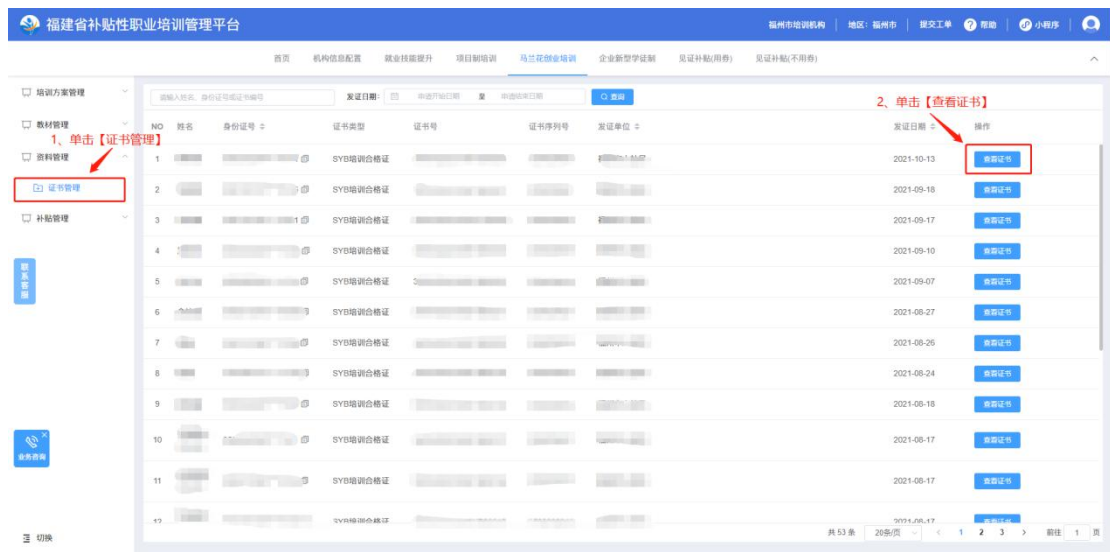 福建省补贴性职业培训管理平台
福州市培训机构 | 地区: 福州市 | 提交工单 帮助 | 小程序 |
首页 机构信息配置 就业技能提升 项目制培训 马兰花创业培训 企业新型学徒制 见证补贴(用券) 见证补贴(不用券)
培训方案管理
教材管理
资料管理
证书管理
补贴管理
联系客服
业务咨询
切换
1、单击【证书管理】
请输入姓名、身份证号或证书编号 发证日期: 申请开始日期 至 申请结束日期 查询
2、单击【查看证书】
NO 姓名 身份证号 证书类型 证书号 证书序列号 发证单位 发证日期 操作
1 SYB培训合格证 2021-10-13 查看证书
2 SYB培训合格证 2021-09-18 查看证书
3 SYB培训合格证 2021-09-17 查看证书
4 SYB培训合格证 2021-09-10 查看证书
5 SYB培训合格证 2021-09-07 查看证书
6 SYB培训合格证 2021-08-27 查看证书
7 SYB培训合格证 2021-08-26 查看证书
8 SYB培训合格证 2021-08-24 查看证书
9 SYB培训合格证 2021-08-18 查看证书
10 SYB培训合格证 2021-08-17 查看证书
11 SYB培训合格证 2021-08-17 查看证书
12 SYB培训合格证 2021-08-17 查看证书
共 53 条 20条/页 < 1 2 3 > 前往 1 页